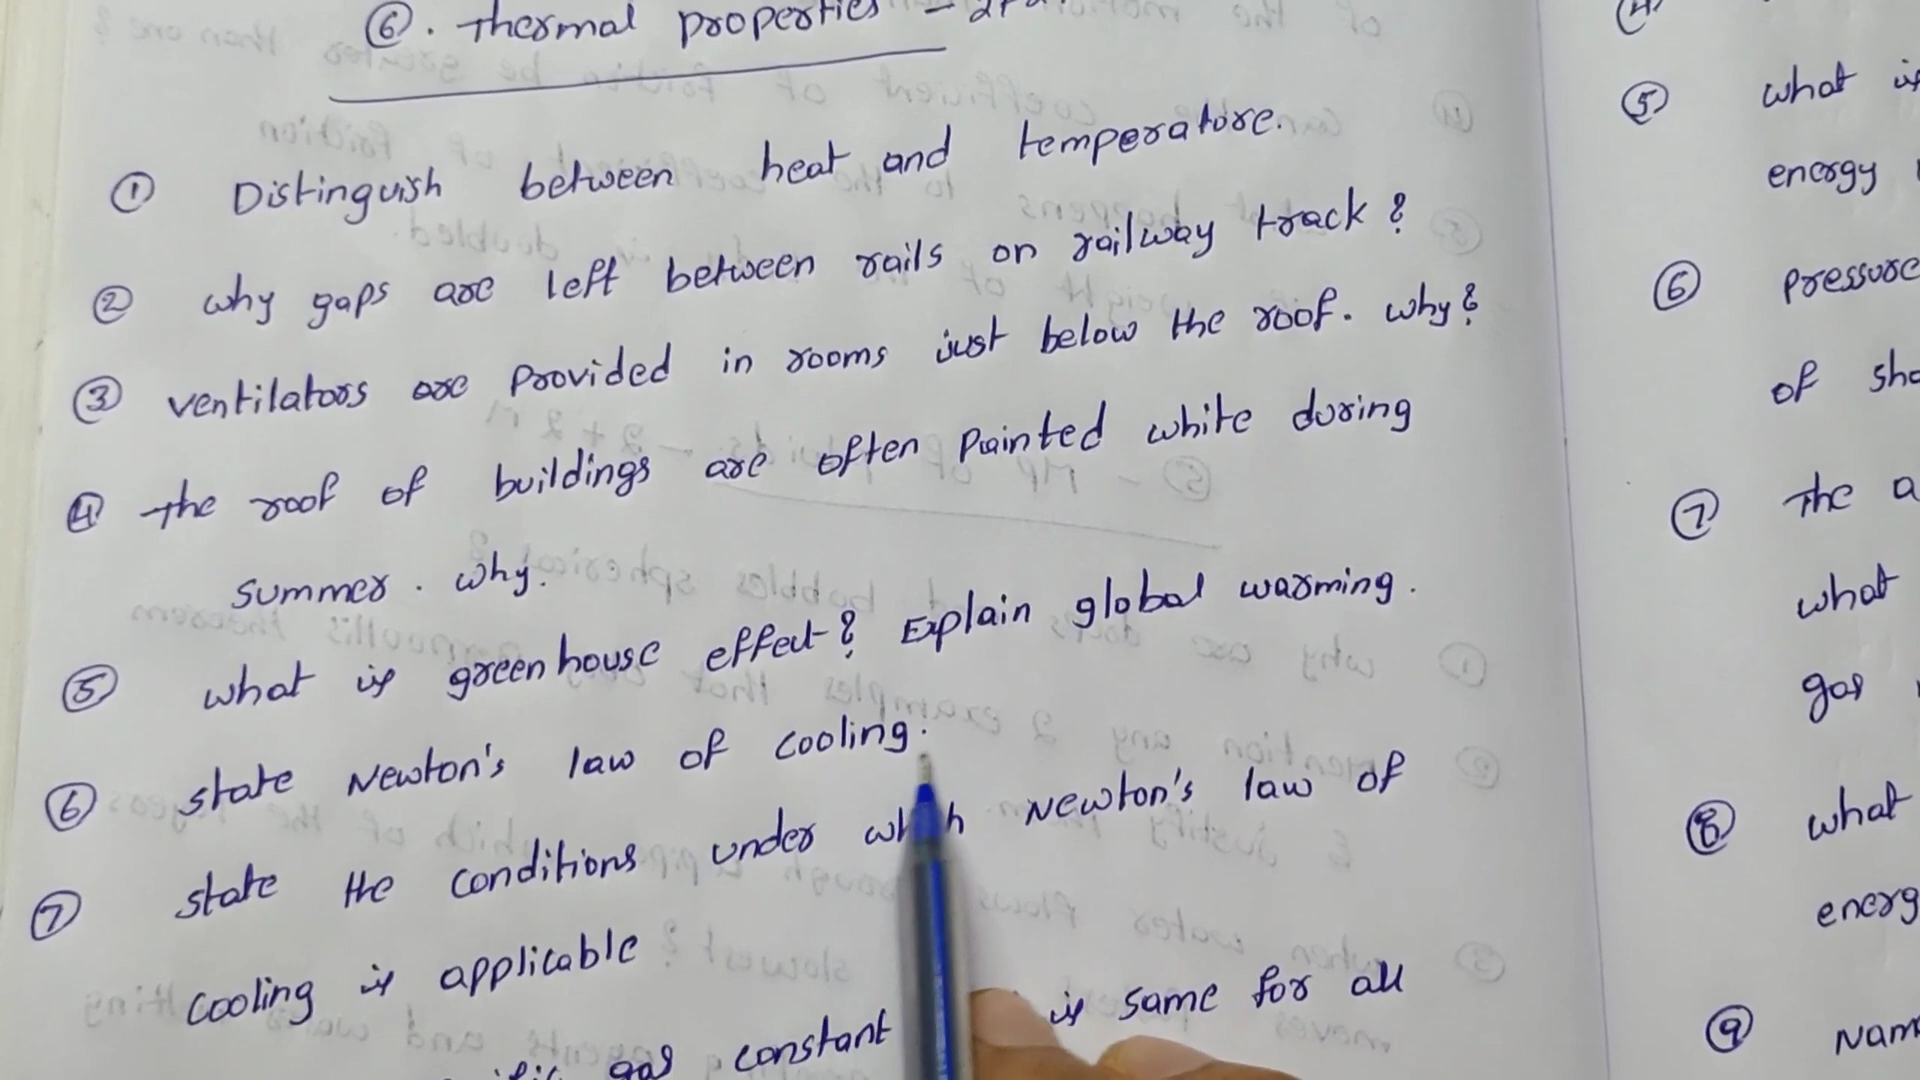 ⑥. Thermal properties -
① Distinguish between heat and temperature.
② why gaps are left between rails on railway track?
③ ventilators are provided in rooms just below the roof. why?
④ The roof of buildings are often painted white during
summer. why.
⑤ what is greenhouse effect? Explain global warming.
⑥ state Newton's law of cooling.
⑦ state the conditions under which Newton's law of
cooling is applicable
gas constant is same for all
⑤ what is
energy
⑥ pressure
of
⑦ The
what
gas
⑧ what
⑨